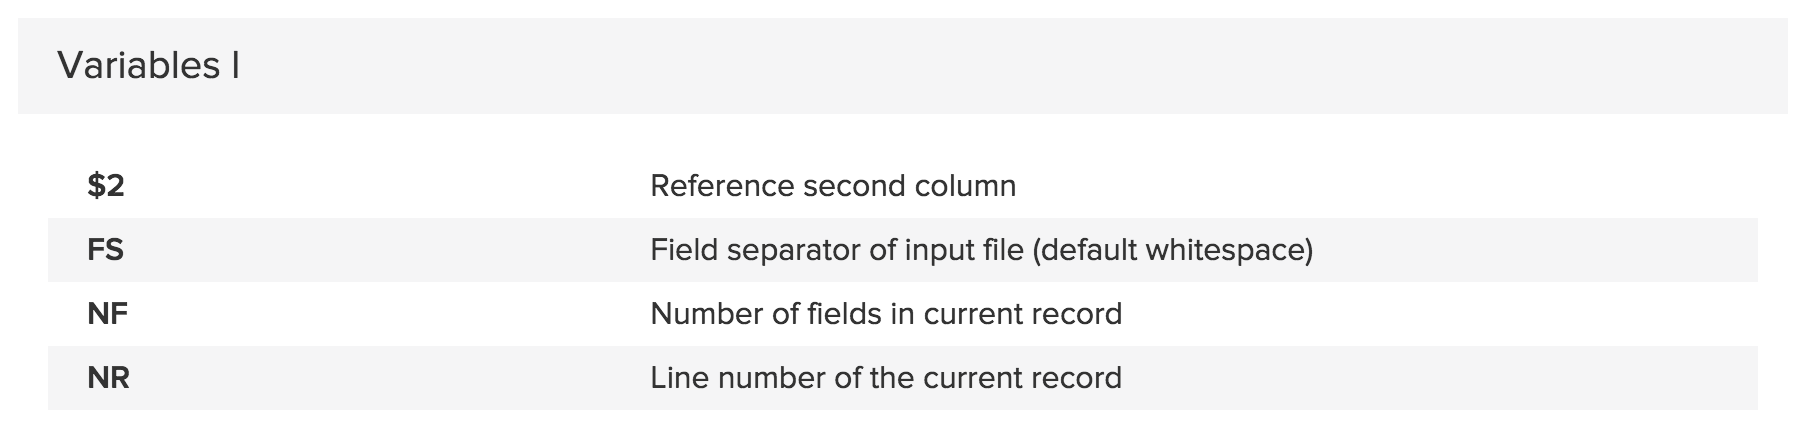 Variables I
$2 Reference second column
FS Field separator of input file (default whitespace)
NF Number of fields in current record
NR Line number of the current record